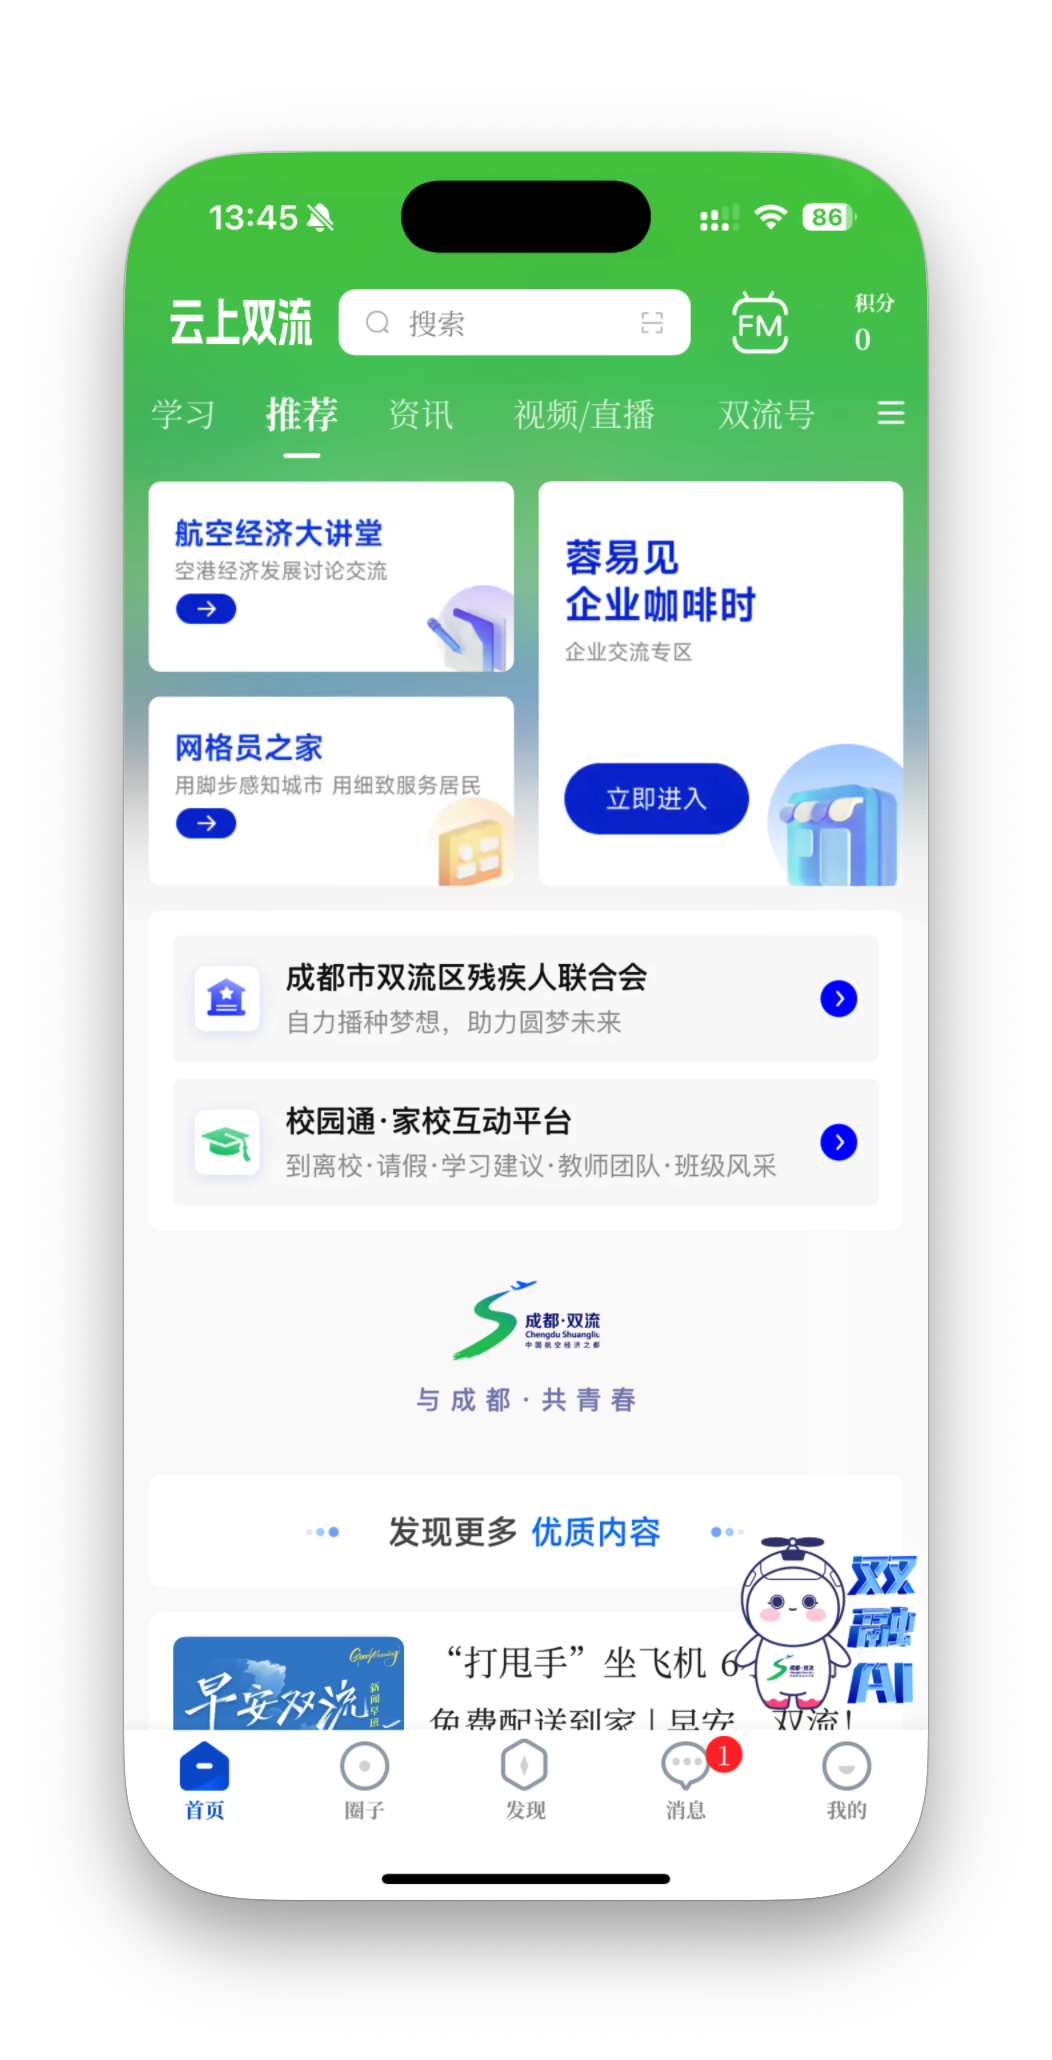 13:45
86
云上双流
搜索
FM
积分
0
学习
推荐
资讯
视频/直播
双流号
航空经济大讲堂
空港经济发展讨论交流
蓉易见
企业咖啡时
企业交流专区
立即进入
网格员之家
用脚步感知城市 用细致服务居民
成都市双流区残疾人联合会
自力播种梦想，助力圆梦未来
校园通·家校互动平台
到离校·请假·学习建议·教师团队·班级风采
成都·双流
Chengdu Shuangliu
中国航空经济之都
与成都·共青春
发现更多 优质内容
双
融
AI
成都·双流
Good Morning
早安双流
新闻早班
“打甩手”坐飞机 6
免费配送到家 | 早安，双流！
首页
圈子
发现
消息
1
我的